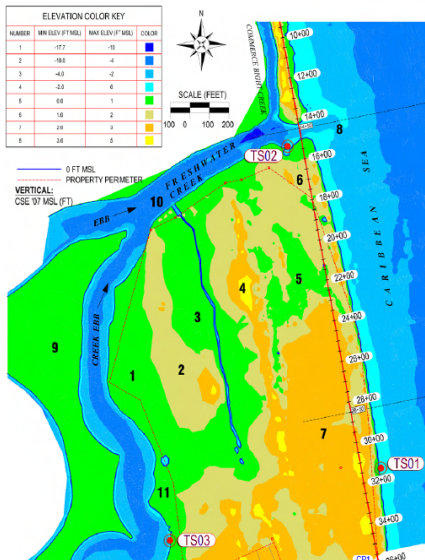 ELEVATION COLOR KEY
NUMBER MIN ELEV (FT MSL) MAX ELEV (FT MSL) COLOR
1 -17.7 -10
2 -10.0 -4
3 -4.0 -2
4 -2.0 0
5 0.0 1
6 1.0 2
7 2.0 3
8 3.0 5
0 FT MSL
PROPERTY PERIMETER
VERTICAL:
CSE '07 MSL (FT)
N
SCALE (FEET)
100 0 100 200
COMMERCE BIGHT CREEK
10+00
12+00
14+00
8
TS02
16+00
FRESHWATER
CREEK
6
18+00
10
EBB
20+00
CARIBBEAN SEA
22+00
5
4
CREEK EBB
3
24+00
9
26+00
1
2
28+00
7
30+00
TS01
32+00
11
34+00
TS03
CP1